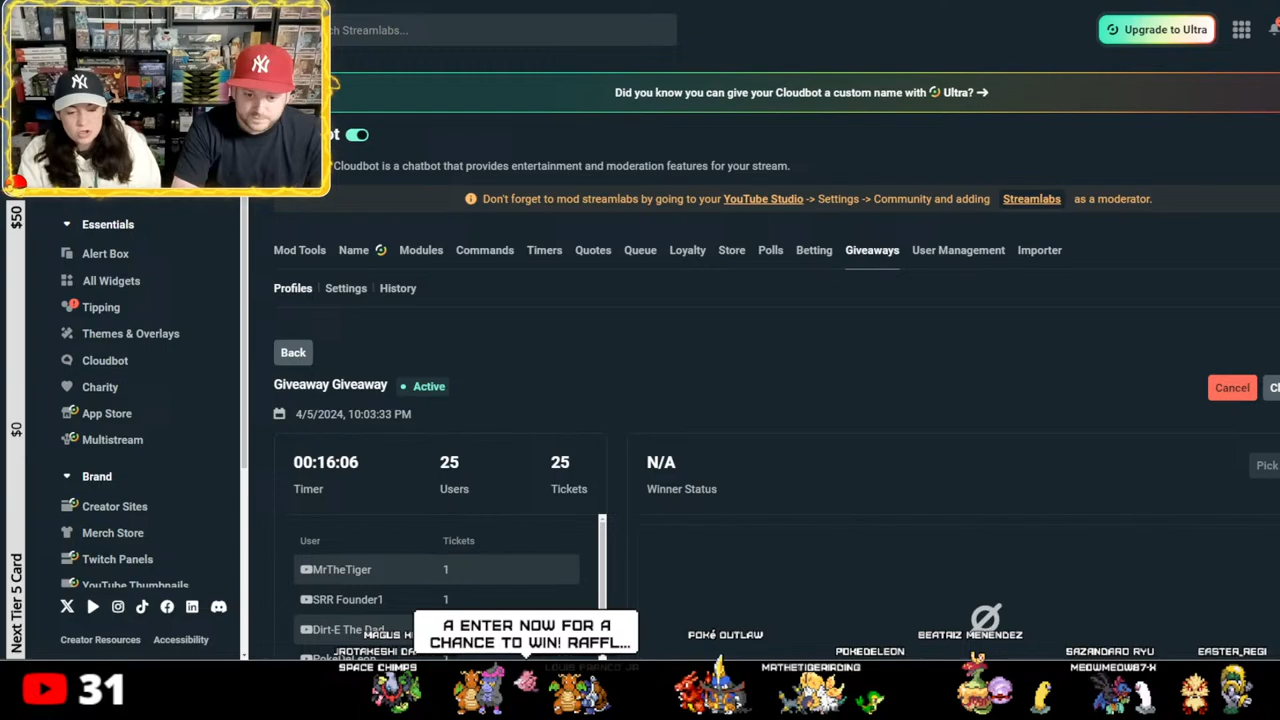 Search Streamlabs...
Upgrade to Ultra
Did you know you can give your Cloudbot a custom name with Ultra? →
Cloudbot is a chatbot that provides entertainment and moderation features for your stream.
Don't forget to mod streamlabs by going to your YouTube Studio -> Settings -> Community and adding Streamlabs as a moderator.
$50
$0
Next Tier 5 Card
Essentials
Alert Box
All Widgets
Tipping
Themes & Overlays
Cloudbot
Charity
App Store
Multistream
Brand
Creator Sites
Merch Store
Twitch Panels
YouTube Thumbnails
Creator Resources Accessibility
Mod Tools Name Modules Commands Timers Quotes Queue Loyalty Store Polls Betting Giveaways User Management Importer
Profiles Settings History
Back
Giveaway Giveaway • Active
Cancel
4/5/2024, 10:03:33 PM
00:16:06 25 25
Timer Users Tickets
N/A
Winner Status
Pick
User Tickets
MrTheTiger 1
SRR Founder1 1
Dirt-E The Dad
PokeDeLeon
A ENTER NOW FOR A
CHANCE TO WIN! RAFFL...
POKé OUTLAW
BEATRIZ MENENDEZ
SPACE CHIMPS
LOUIS FRANCO JR
MATHETIGERIARDING
POKEDELEON
SAZANDARD RYU
MEOWMEOW87-X
EASTER_REGI
31